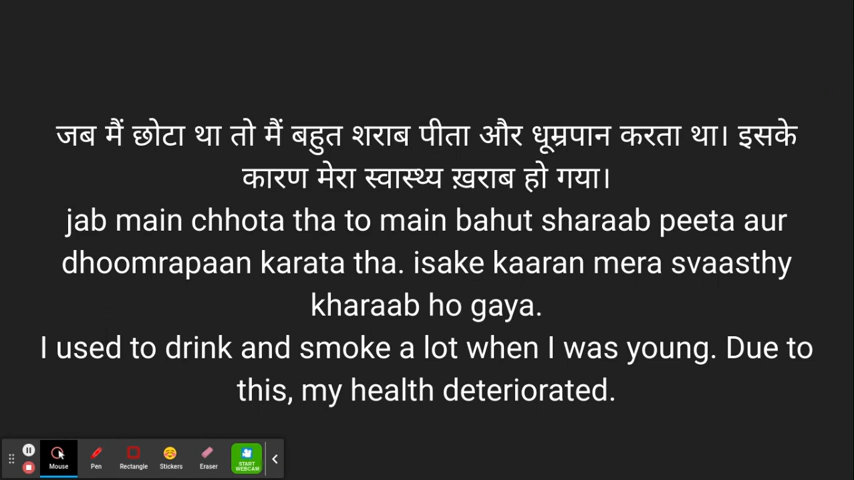 जब मैं छोटा था तो मैं बहुत शराब पीता और धूम्रपान करता था। इसके
कारण मेरा स्वास्थ्य ख़राब हो गया।
jab main chhota tha to main bahut sharaab peeta aur
dhoomrapaan karata tha. isake kaaran mera svaasthy
kharaab ho gaya.
I used to drink and smoke a lot when I was young. Due to
this, my health deteriorated.
Mouse Pen Rectangle Stickers Eraser START WEBCAM